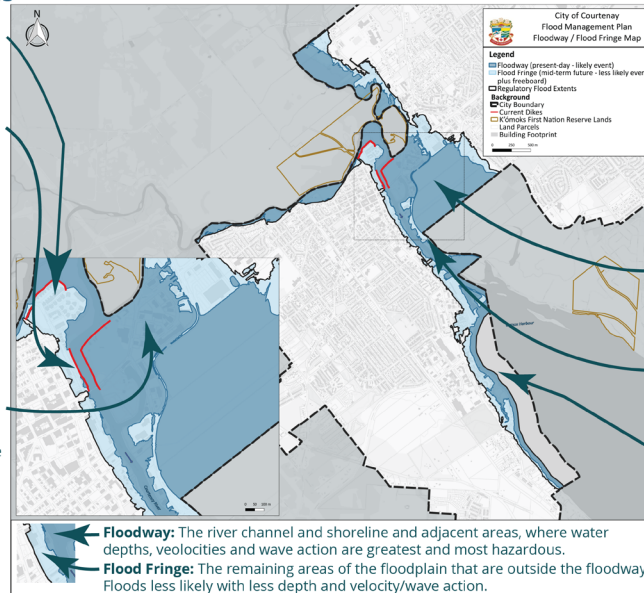 N
City of Courtenay
Flood Management Plan
Floodway / Flood Fringe Map
Legend
Floodway (present-day - likely event)
Flood Fringe (mid-term future - less likely even
plus freeboard)
Regulatory Flood Extents
Background
City Boundary
Current Dikes
K'ómoks First Nation Reserve Lands
Land Parcels
Building Footprint
Floodway: The river channel and shoreline and adjacent areas, where water
depths, veolocities and wave action are greatest and most hazardous.
Flood Fringe: The remaining areas of the floodplain that are outside the floodway
Floods less likely with less depth and velocity/wave action.